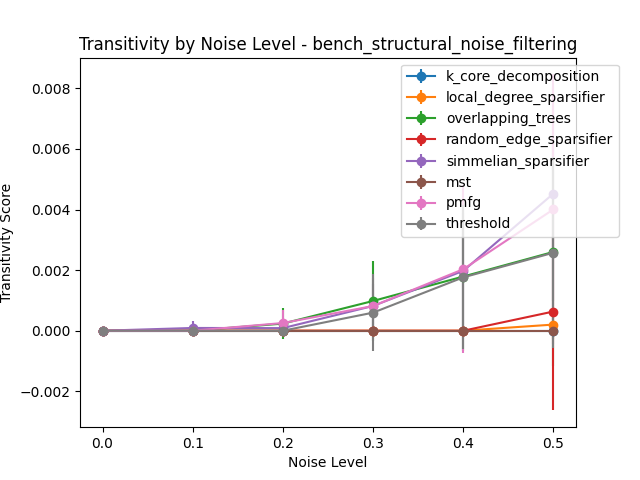 Transitivity by Noise Level - bench_structural_noise_filtering
k_core_decomposition
local_degree_sparsifier
overlapping_trees
random_edge_sparsifier
simmelian_sparsifier
mst
pmfg
threshold
0.008
0.006
0.004
0.002
0.000
−0.002
Transitivity Score
0.0 0.1 0.2 0.3 0.4 0.5
Noise Level